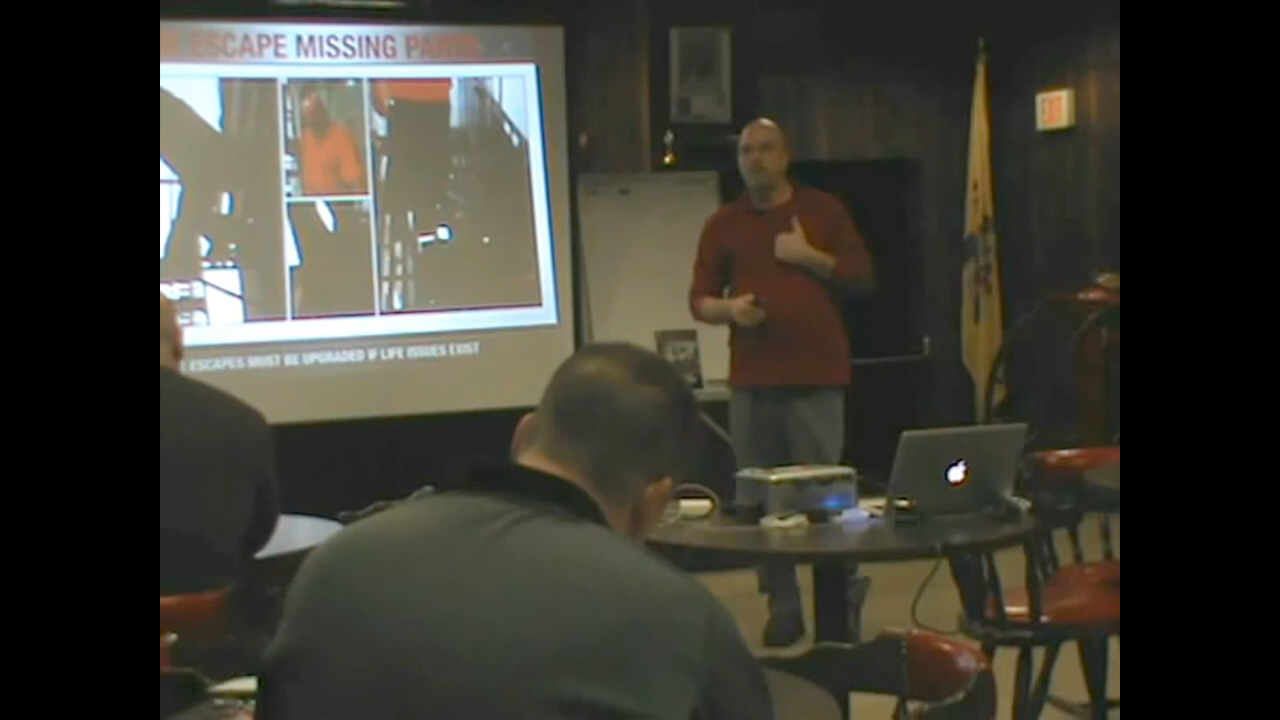 ESCAPE MISSING PARTS
EXIT
ESCAPES MUST BE UPGRADED IF LIFE ISSUES EXIST